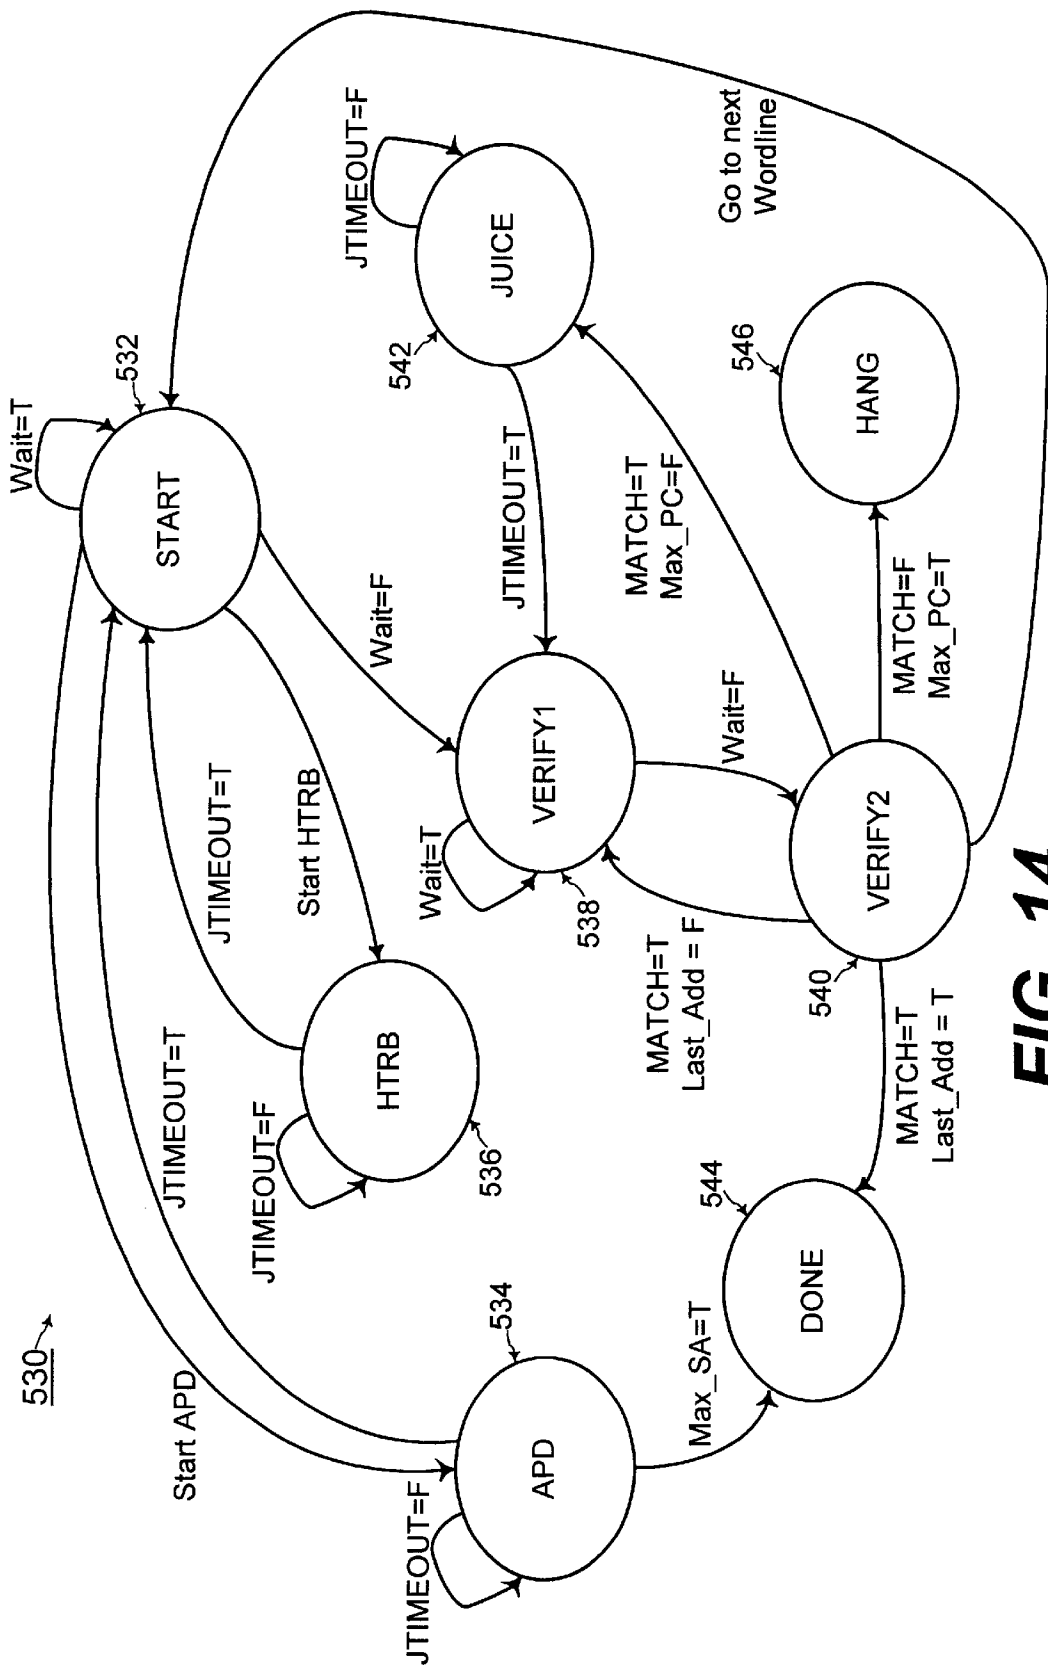 530
Wait=T
532
START
Start APD
JTIMEOUT=T
JTIMEOUT=T
Start HTRB
Wait=F
JTIMEOUT=F
JUICE
542
JTIMEOUT=F
HTRB
536
JTIMEOUT=T
Wait=T
VERIFY1
538
Go to next
Wordline
JTIMEOUT=F
APD
534
MATCH=T
Last_Add = F
Wait=F
MATCH=T
Max_PC=F
546
HANG
Max_SA=T
544
DONE
540
VERIFY2
MATCH=F
Max_PC=T
MATCH=T
Last_Add = T
FIG. 14